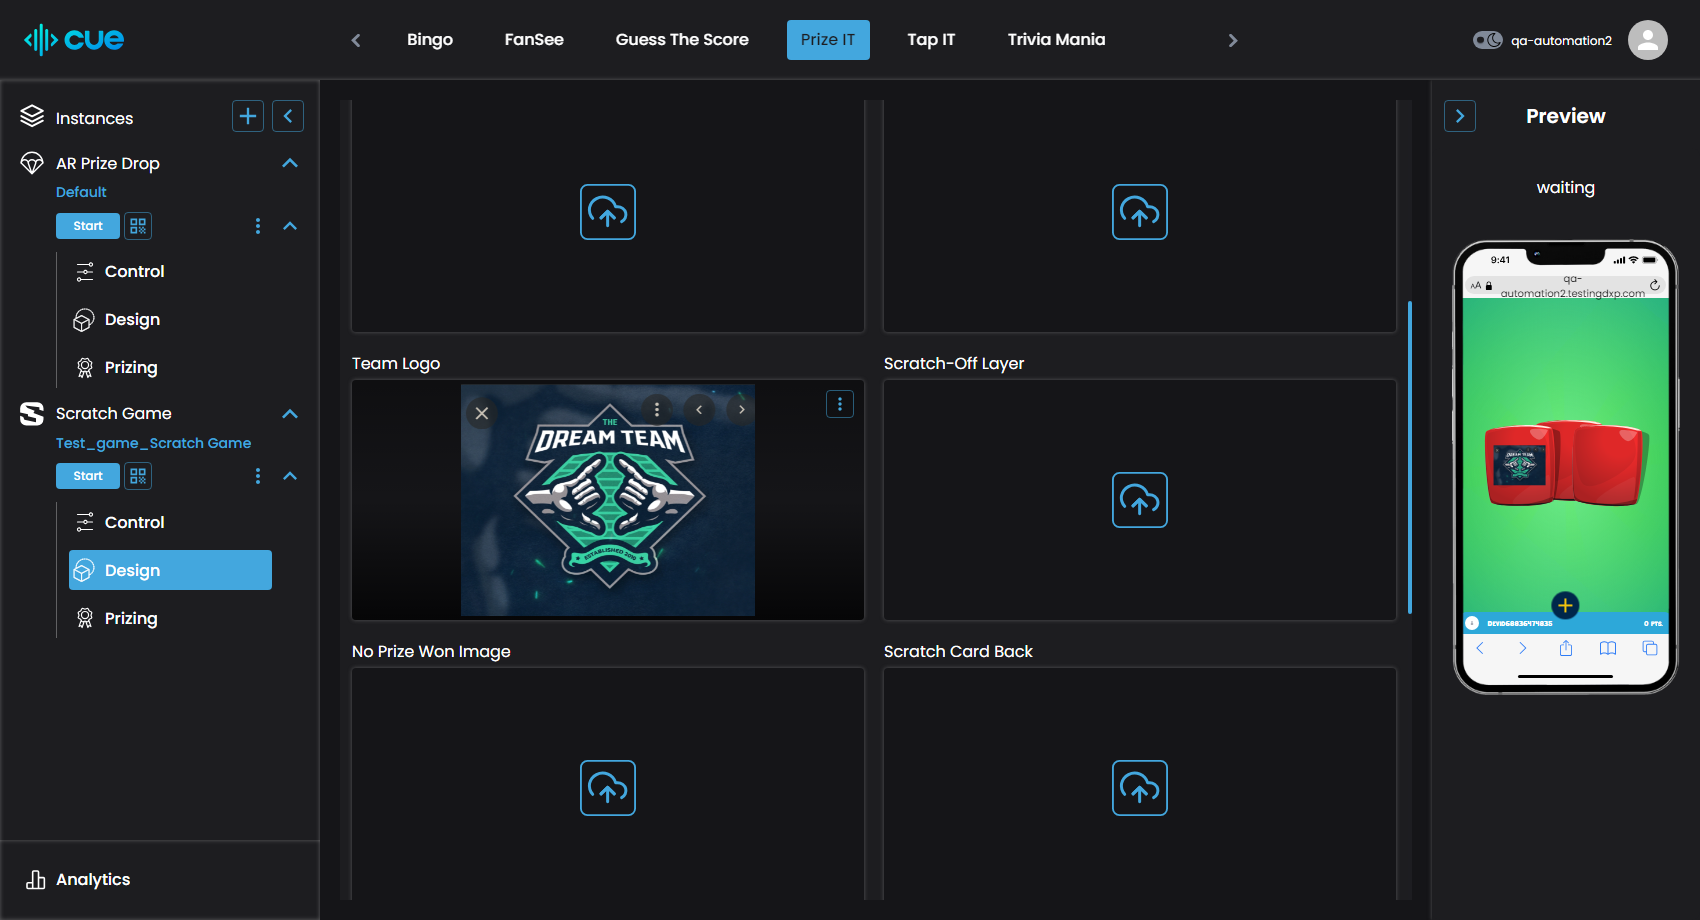 cue
Bingo
FanSee
Guess The Score
Prize IT
Tap IT
Trivia Mania
qa-automation2
Instances
AR Prize Drop
Default
Start
Control
Design
Prizing
Scratch Game
Test_game_Scratch Game
Start
Control
Design
Prizing
Analytics
Team Logo
THE
DREAM TEAM
ESTABLISHED 2019
Scratch-Off Layer
No Prize Won Image
Scratch Card Back
Preview
waiting
9:41
AA
qa-
automation2.testingdxp.com
DREAM TEAM
0 PTS.